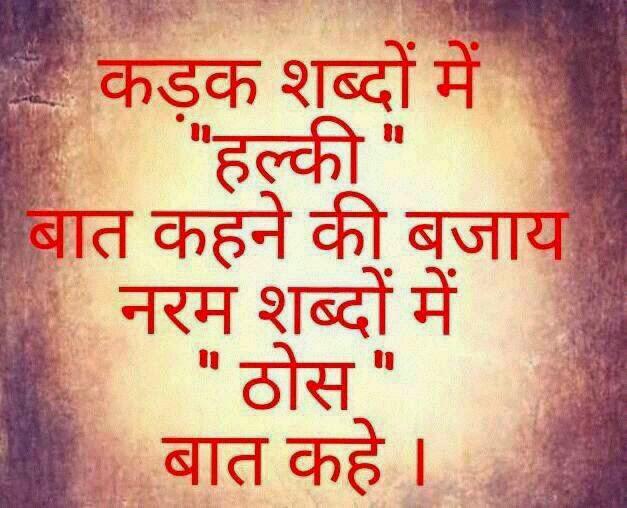 कड़क शब्दों में
"हल्की "
बात कहने की बजाय
नरम शब्दों में
" ठोस "
बात कहे ।